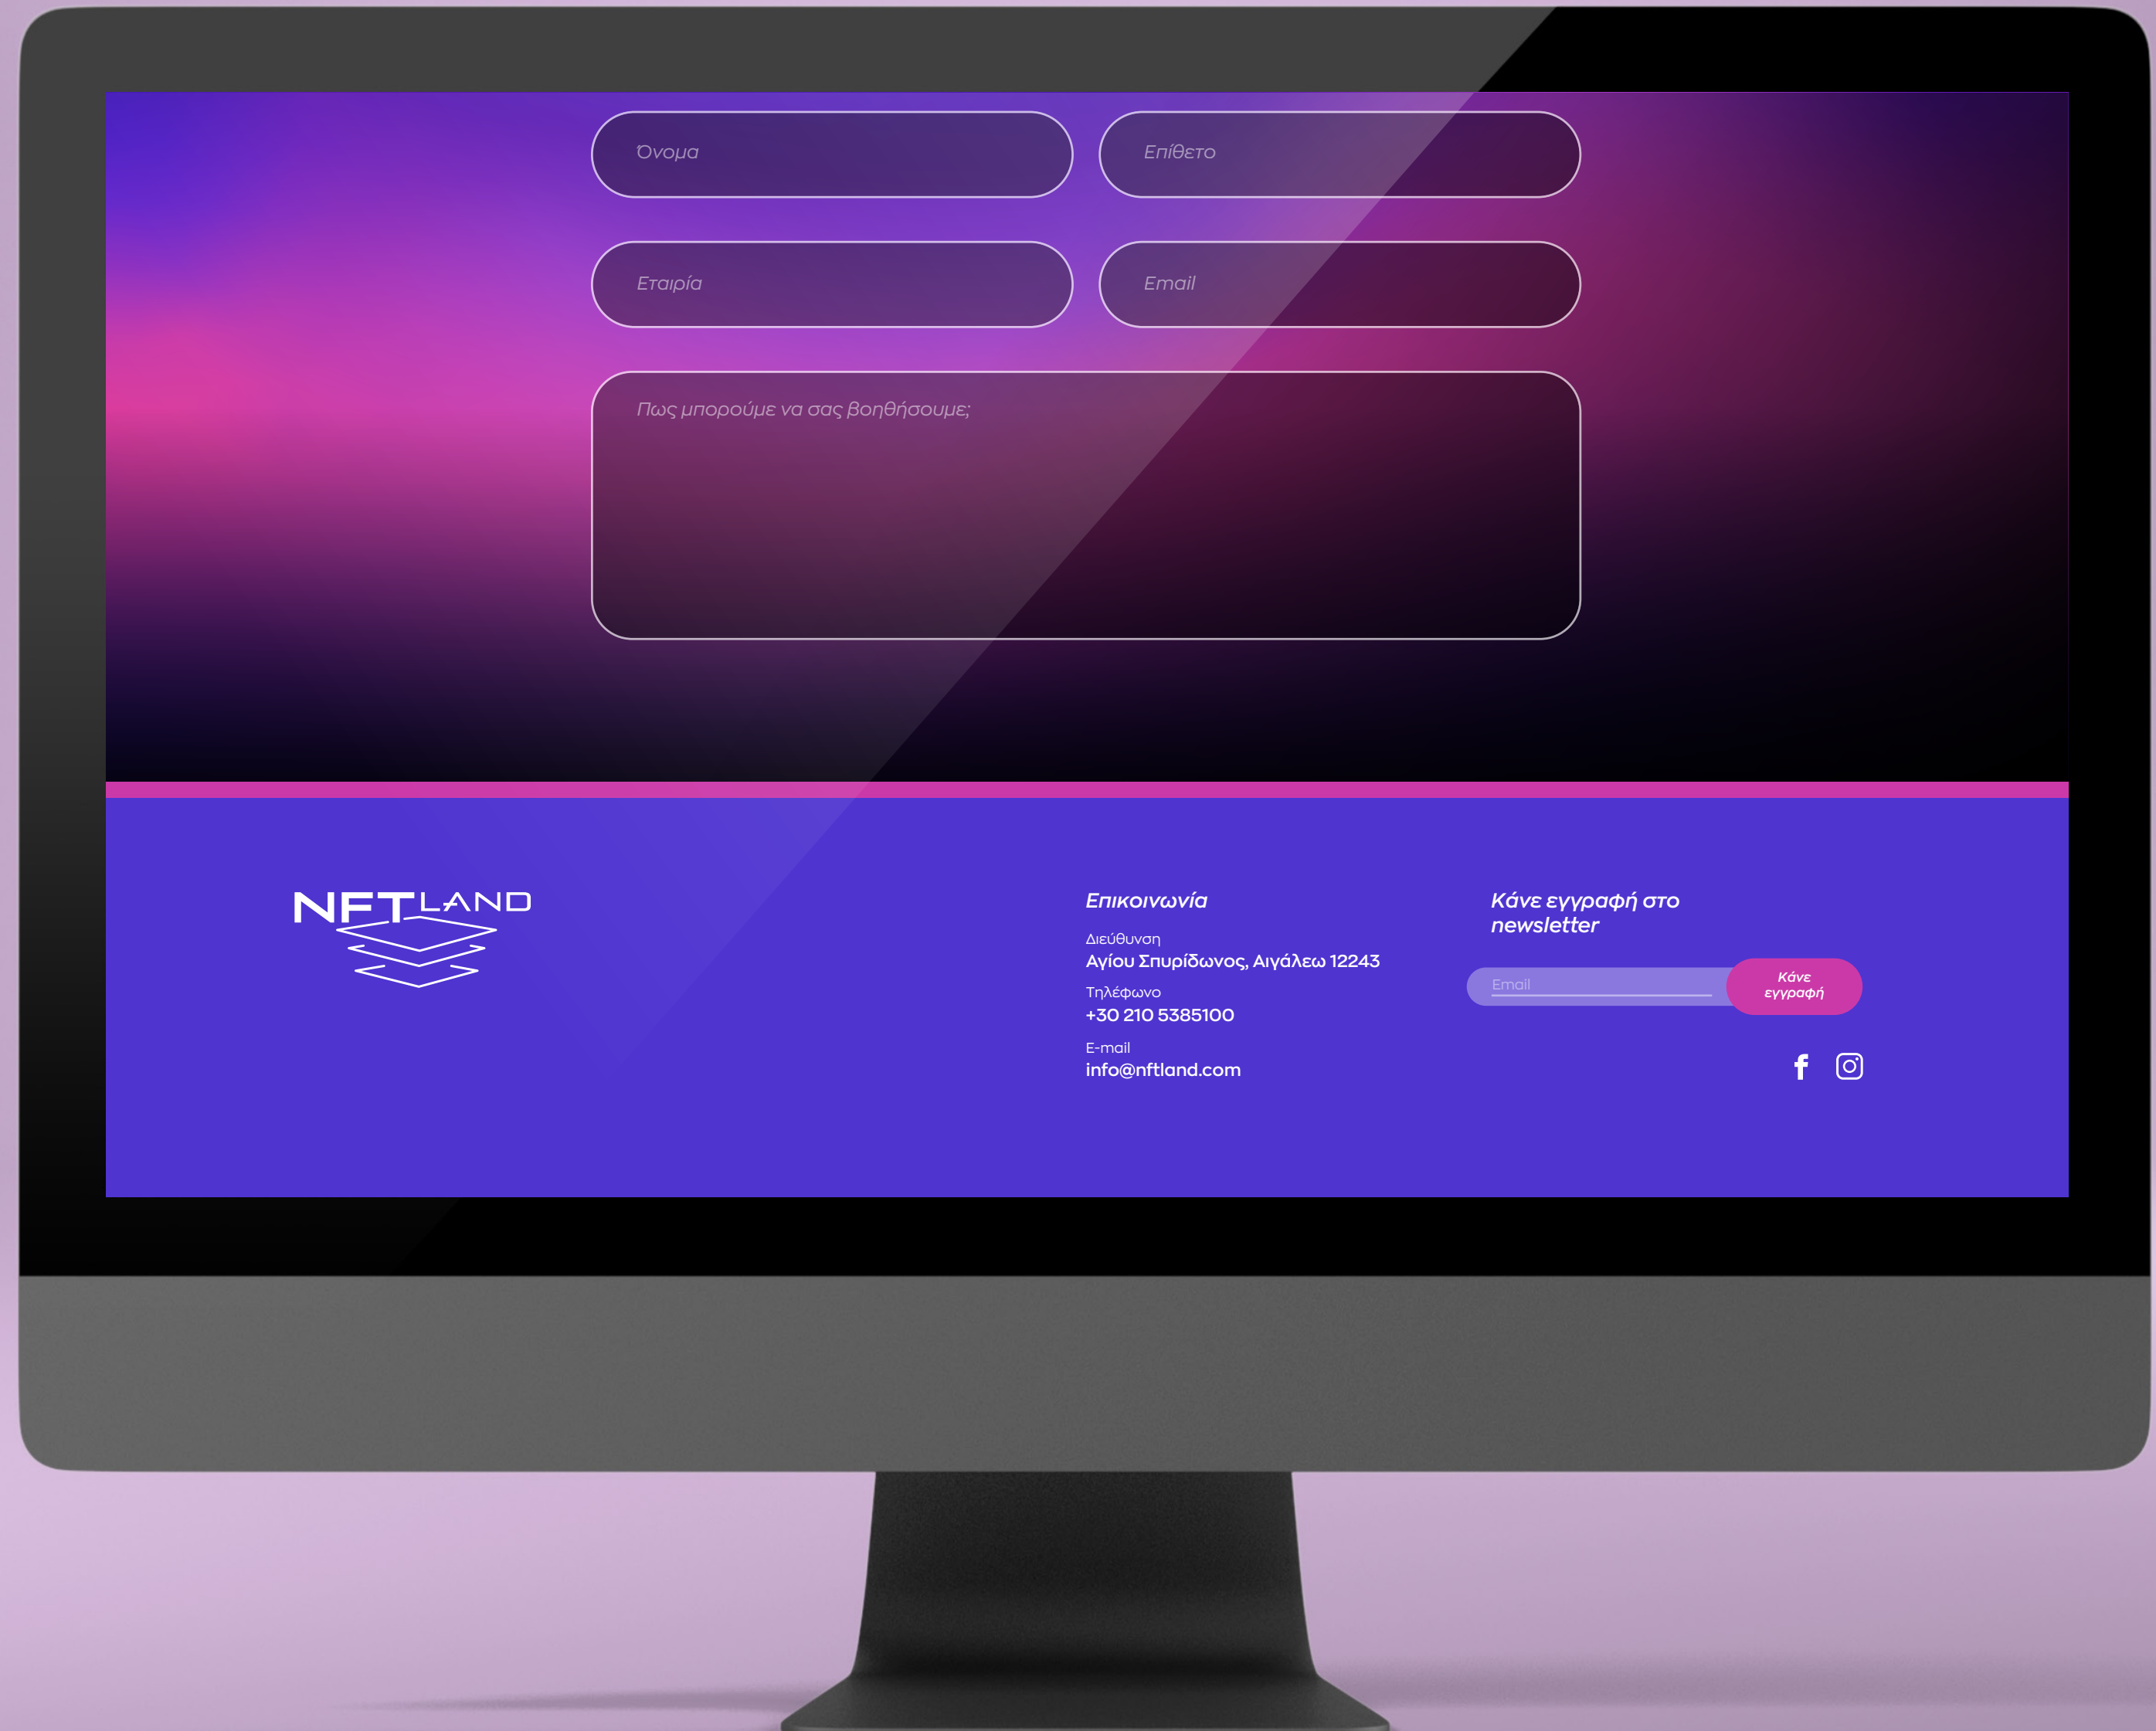 Όνομα
Επίθετο
Εταιρία
Email
Πως μπορούμε να σας βοηθήσουμε;
NFTLAND
Επικοινωνία
Διεύθυνση
Αγίου Σπυρίδωνος, Αιγάλεω 12243
Τηλέφωνο
+30 210 5385100
E-mail
info@nftland.com
Κάνε εγγραφή στο
newsletter
Email
Κάνε
εγγραφή